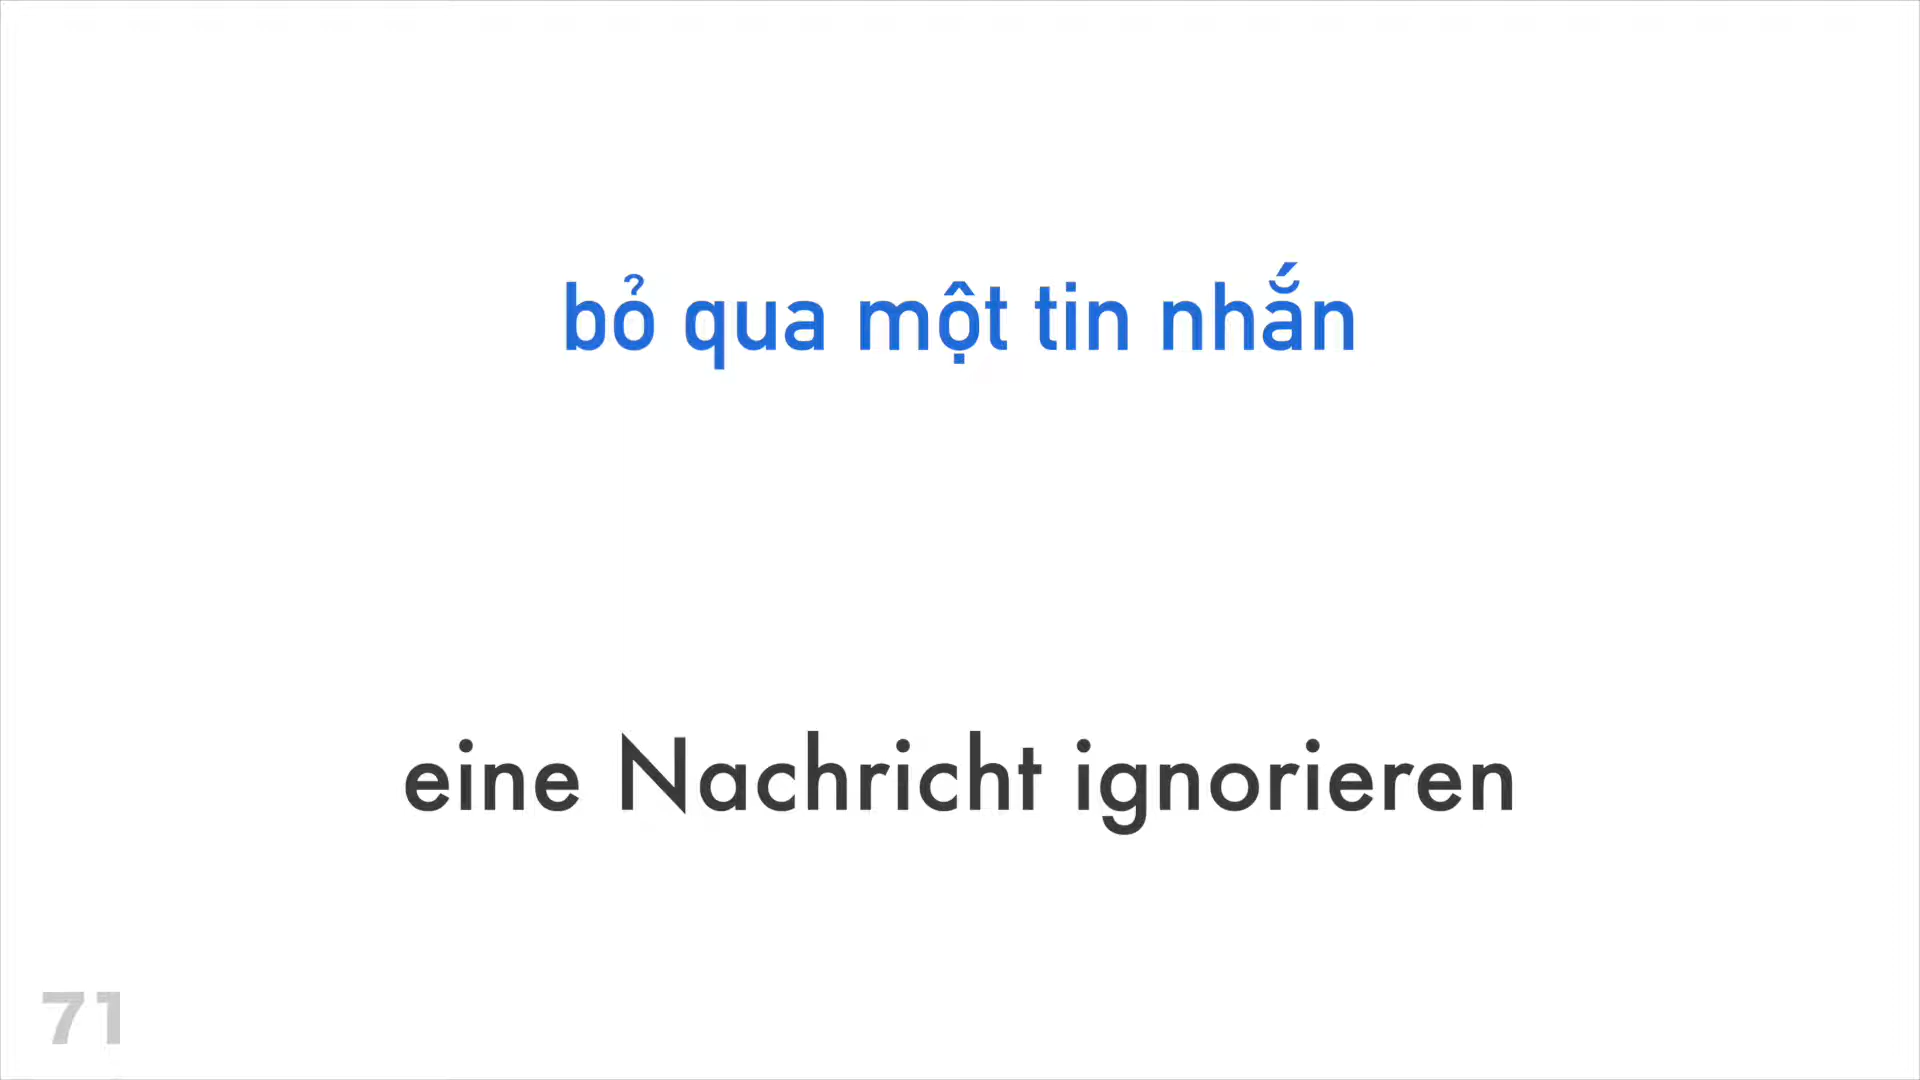 bỏ qua một tin nhắn
eine Nachricht ignorieren
71